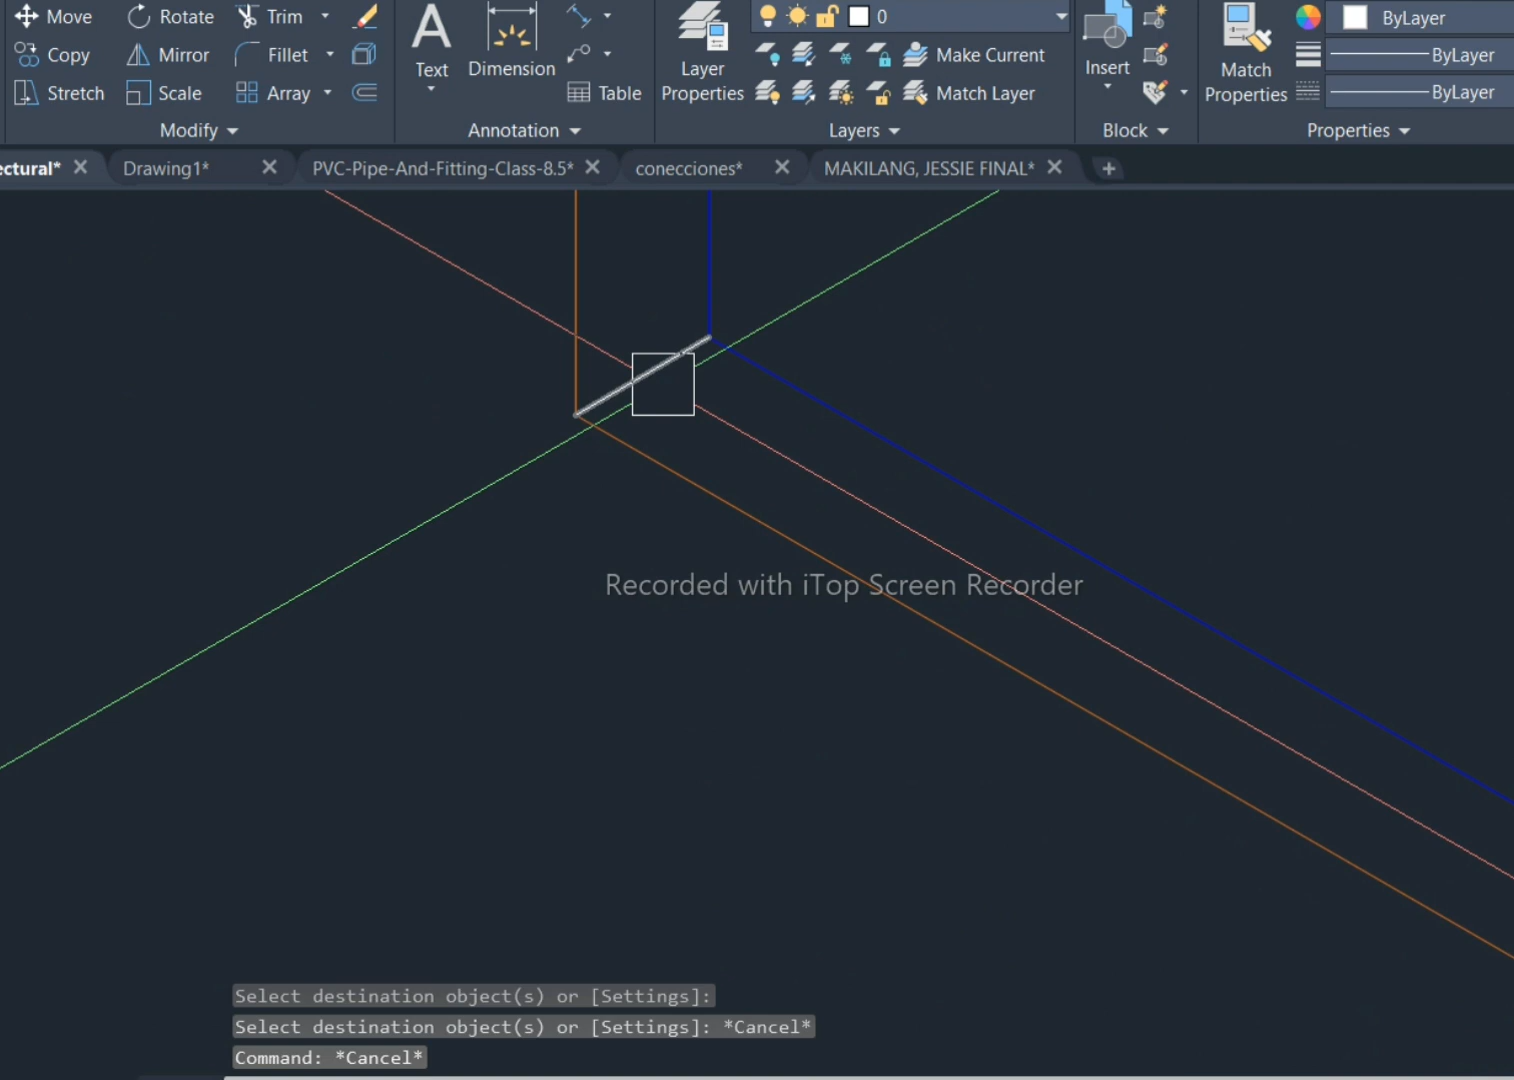 Move Rotate Trim
Copy Mirror Fillet
Stretch Scale Array
Modify
Text Dimension Table
Annotation
Layer Properties
0
Make Current
Match Layer
Layers
Insert
Block
Match Properties
ByLayer
ByLayer
ByLayer
Properties
ectural* Drawing1* PVC-Pipe-And-Fitting-Class-8.5* conecciones* MAKILANG, JESSIE FINAL*
Recorded with iTop Screen Recorder
Select destination object(s) or [Settings]:
Select destination object(s) or [Settings]: *Cancel*
Command: *Cancel*